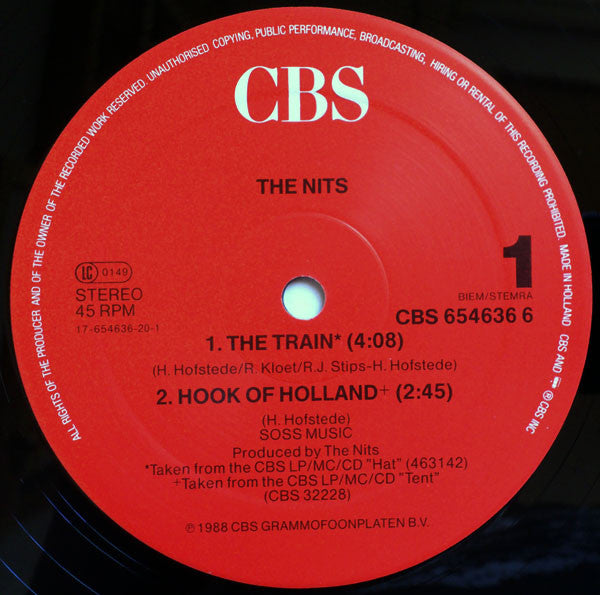 ALL RIGHTS OF THE PRODUCER AND OF THE OWNER OF THE RECORDED WORK RESERVED. UNAUTHORISED COPYING, PUBLIC PERFORMANCE, BROADCASTING, HIRING OR RENTAL OF THIS RECORDING PROHIBITED. MADE IN HOLLAND CBS AND ® CBS INC
CBS
THE NITS
LC 0149
STEREO
45 RPM
17-654636-20-1
1
BIEM/STEMRA
CBS 654636 6
1. THE TRAIN* (4:08)
(H. Hofstede/R. Kloet/R.J. Stips-H. Hofstede)
2. HOOK OF HOLLAND+ (2:45)
(H. Hofstede)
SOSS MUSIC
Produced by The Nits
*Taken from the CBS LP/MC/CD "Hat" (463142)
+Taken from the CBS LP/MC/CD "Tent"
(CBS 32228)
℗ 1988 CBS GRAMMOFOONPLATEN B.V.